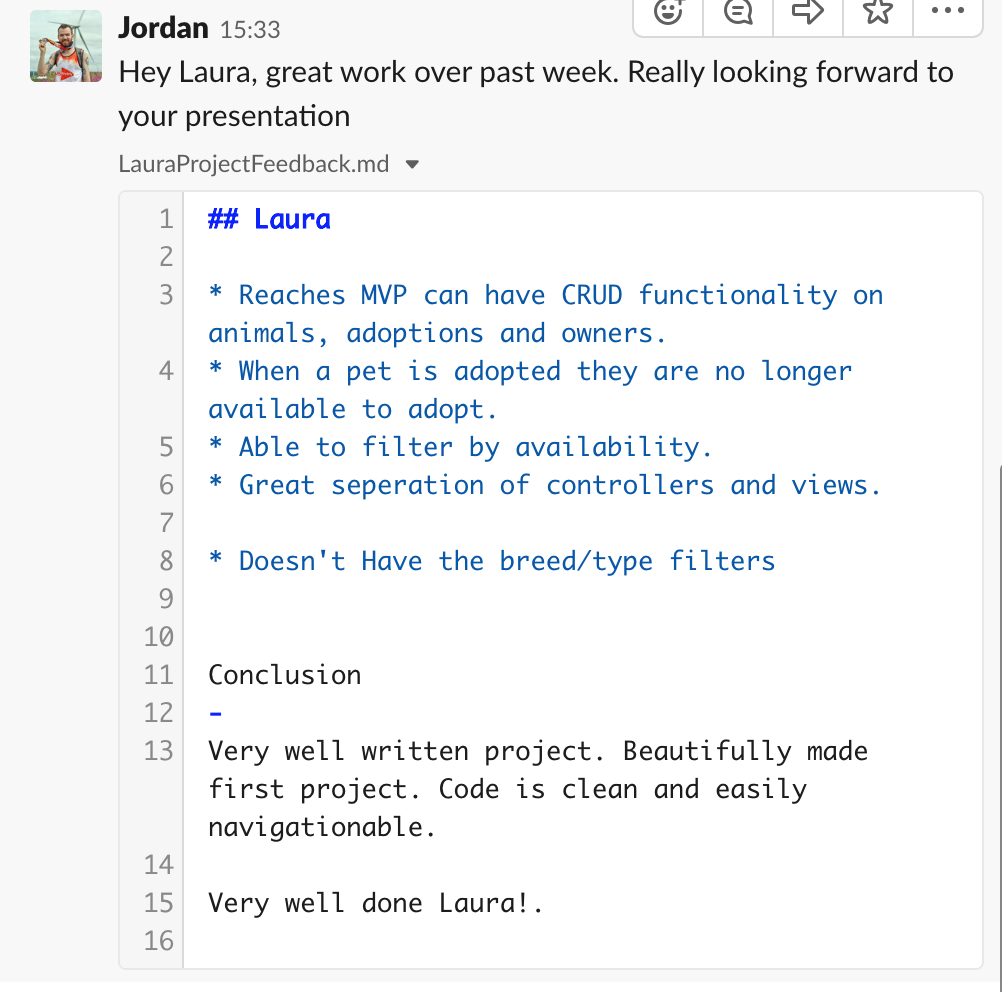 Jordan 15:33
Hey Laura, great work over past week. Really looking forward to
your presentation
LauraProjectFeedback.md
1 ## Laura
2
3 * Reaches MVP can have CRUD functionality on
animals, adoptions and owners.
4 * When a pet is adopted they are no longer
available to adopt.
5 * Able to filter by availability.
6 * Great seperation of controllers and views.
7
8 * Doesn't Have the breed/type filters
9
10
11 Conclusion
12 -
13 Very well written project. Beautifully made
first project. Code is clean and easily
navigationable.
14
15 Very well done Laura!.
16